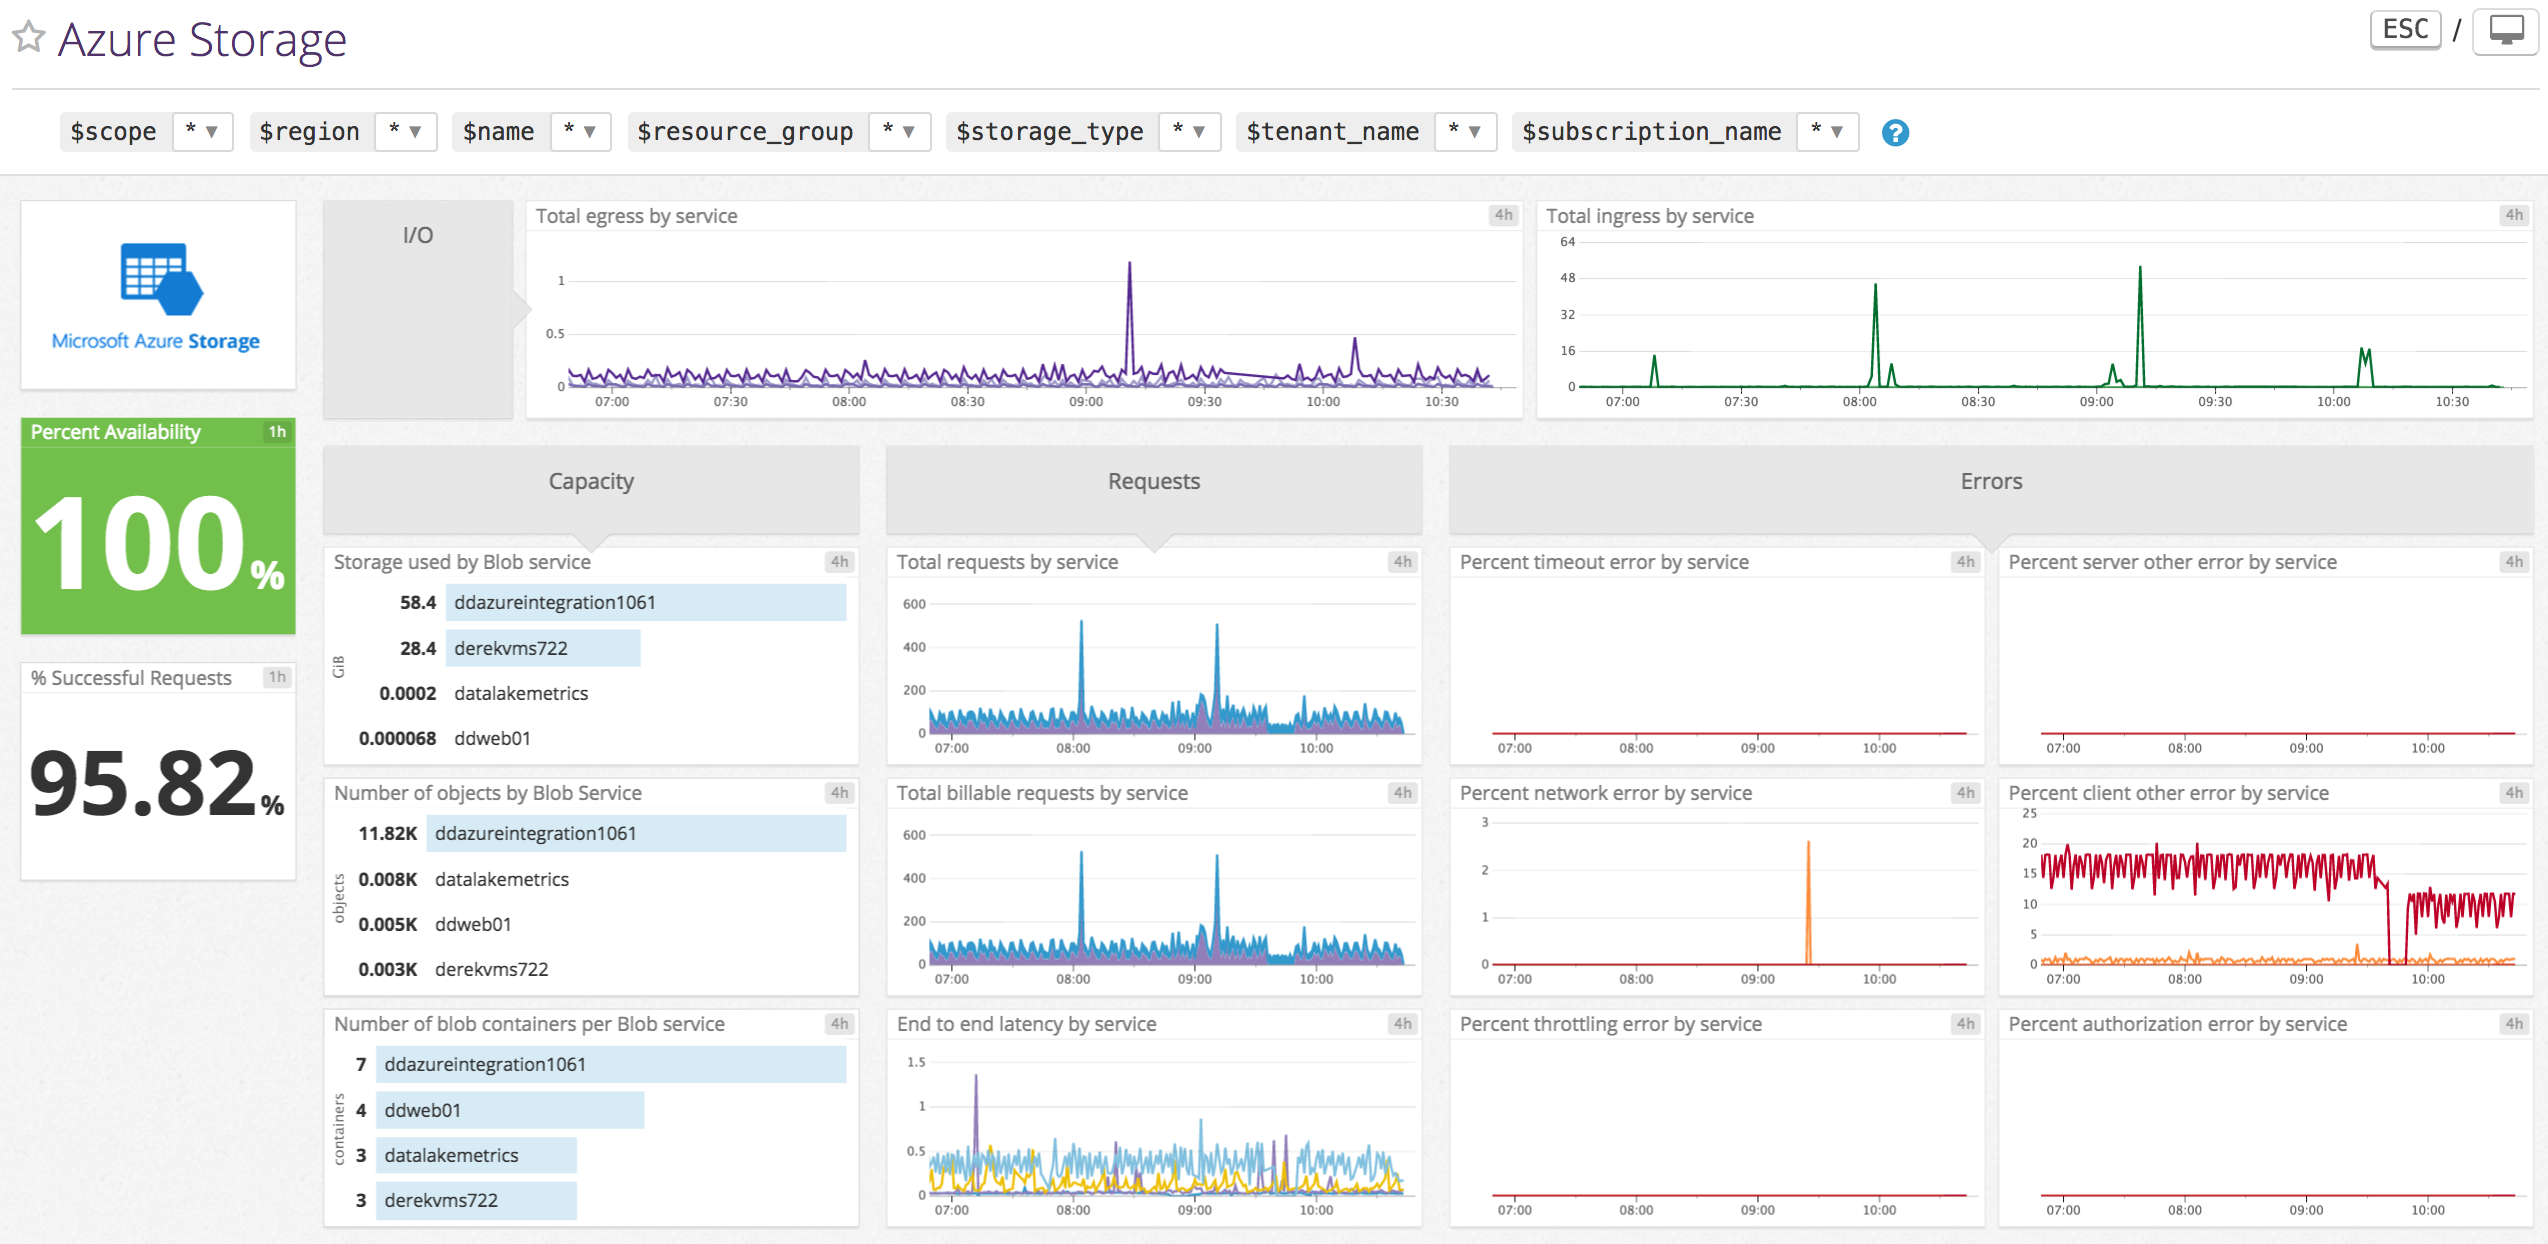 Azure Storage
ESC /
$scope * ▼ $region * ▼ $name * ▼ $resource_group * ▼ $storage_type * ▼ $tenant_name * ▼ $subscription_name * ▼ ?
Microsoft Azure Storage
Percent Availability 1h
100%
% Successful Requests 1h
95.82%
I/O
Total egress by service 4h
1
0.5
0
07:00 07:30 08:00 08:30 09:00 09:30 10:00 10:30
Total ingress by service 4h
64
48
32
16
0
07:00 07:30 08:00 08:30 09:00 09:30 10:00 10:30
Capacity
Storage used by Blob service 4h
GiB
58.4 ddazureintegration1061
28.4 derekvms722
0.0002 datalakemetrics
0.000068 ddweb01
Number of objects by Blob Service 4h
objects
11.82K ddazureintegration1061
0.008K datalakemetrics
0.005K ddweb01
0.003K derekvms722
Number of blob containers per Blob service 4h
containers
7 ddazureintegration1061
4 ddweb01
3 datalakemetrics
3 derekvms722
Requests
Total requests by service 4h
600
400
200
0
07:00 08:00 09:00 10:00
Total billable requests by service 4h
600
400
200
0
07:00 08:00 09:00 10:00
End to end latency by service 4h
1.5
1
0.5
0
07:00 08:00 09:00 10:00
Errors
Percent timeout error by service 4h
07:00 08:00 09:00 10:00
Percent server other error by service 4h
07:00 08:00 09:00 10:00
Percent network error by service 4h
3
2
1
0
07:00 08:00 09:00 10:00
Percent client other error by service 4h
25
20
15
10
5
0
07:00 08:00 09:00 10:00
Percent throttling error by service 4h
07:00 08:00 09:00 10:00
Percent authorization error by service 4h
07:00 08:00 09:00 10:00